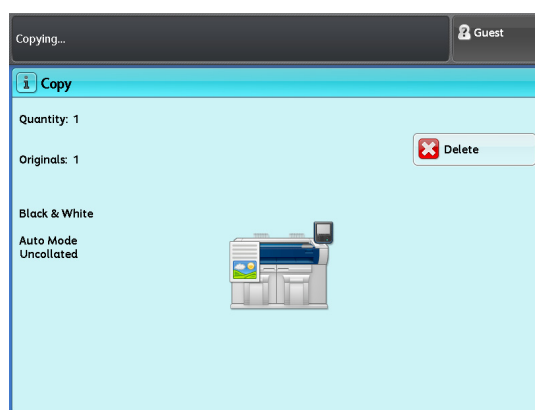 Copying...
Guest
i Copy
Quantity: 1
Delete
Originals: 1
Black & White
Auto Mode
Uncollated